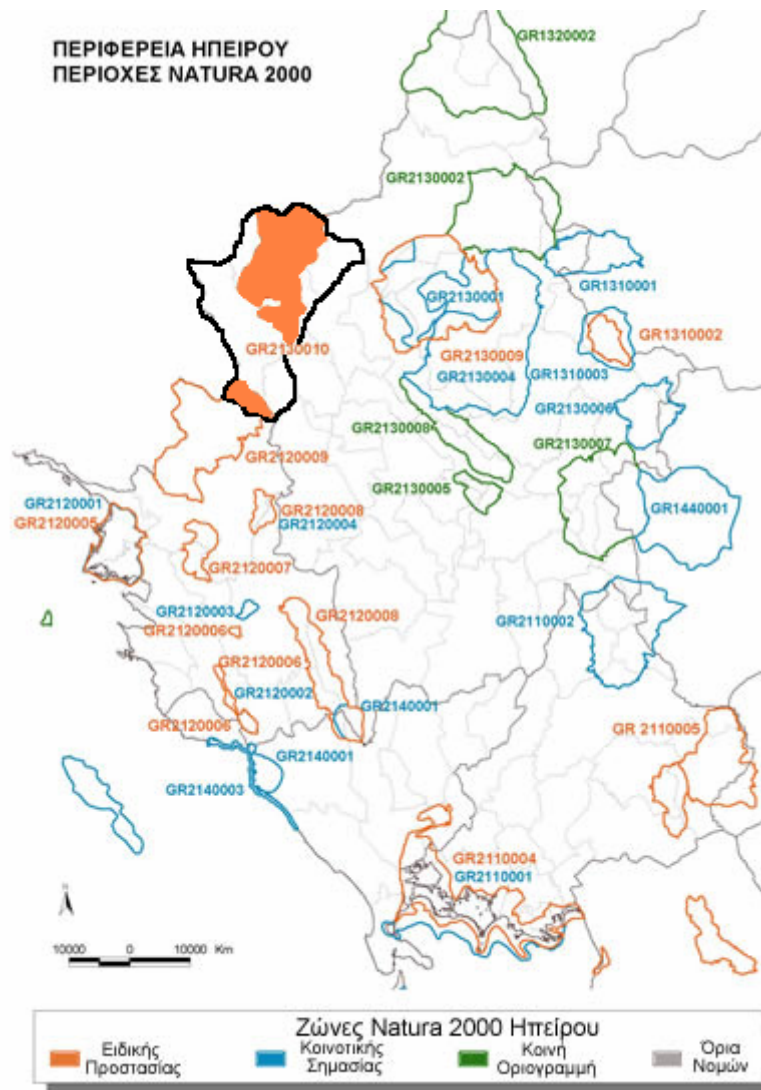 ΠΕΡΙΦΕΡΕΙΑ ΗΠΕΙΡΟΥ
ΠΕΡΙΟΧΕΣ NATURA 2000
GR1320002
GR2130002
GR1310001
GR2130001
GR1310002
GR2130010
GR2130009
GR2130004
GR1310003
GR2130006
GR2130008
GR2130007
GR2120009
GR2130005
GR2120001
GR2120005
GR2120008
GR2120004
GR1440001
GR2120007
GR2120003
GR2120008
GR2120006
GR2110002
GR2120006
GR2120002
GR2140001
GR2120006
GR 2110005
GR2140001
GR2140003
GR2110004
GR2110001
N
10000 0 10000 Km
Ζώνες Natura 2000 Ηπείρου
Ειδικής Προστασίας
Κοινοτικής Σημασίας
Κοινή Οριογραμμή
Όρια Νομών